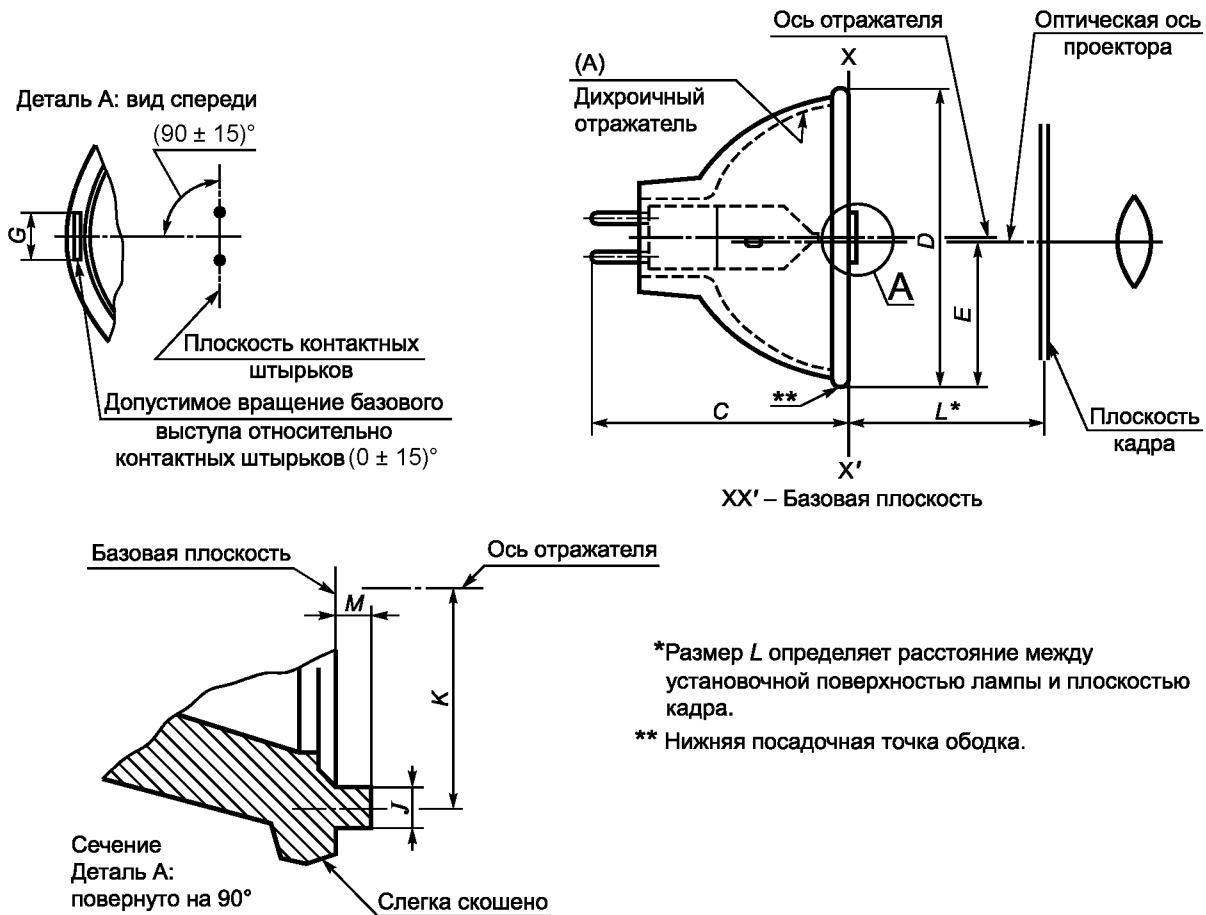 Ось отражателя
Оптическая ось
проектора
X
(А)
Дихроичный
отражатель
Деталь А: вид спереди
(90 ± 15)°
G
D
E
А
Плоскость контактных
штырьков
Допустимое вращение базового
выступа относительно
контактных штырьков (0 ± 15)°
**
C
L*
Плоскость
кадра
X'
XX' – Базовая плоскость
Базовая плоскость
Ось отражателя
M
K
J
*Размер L определяет расстояние между
установочной поверхностью лампы и плоскостью
кадра.
** Нижняя посадочная точка ободка.
Сечение
Деталь А:
повернуто на 90°
Слегка скошено